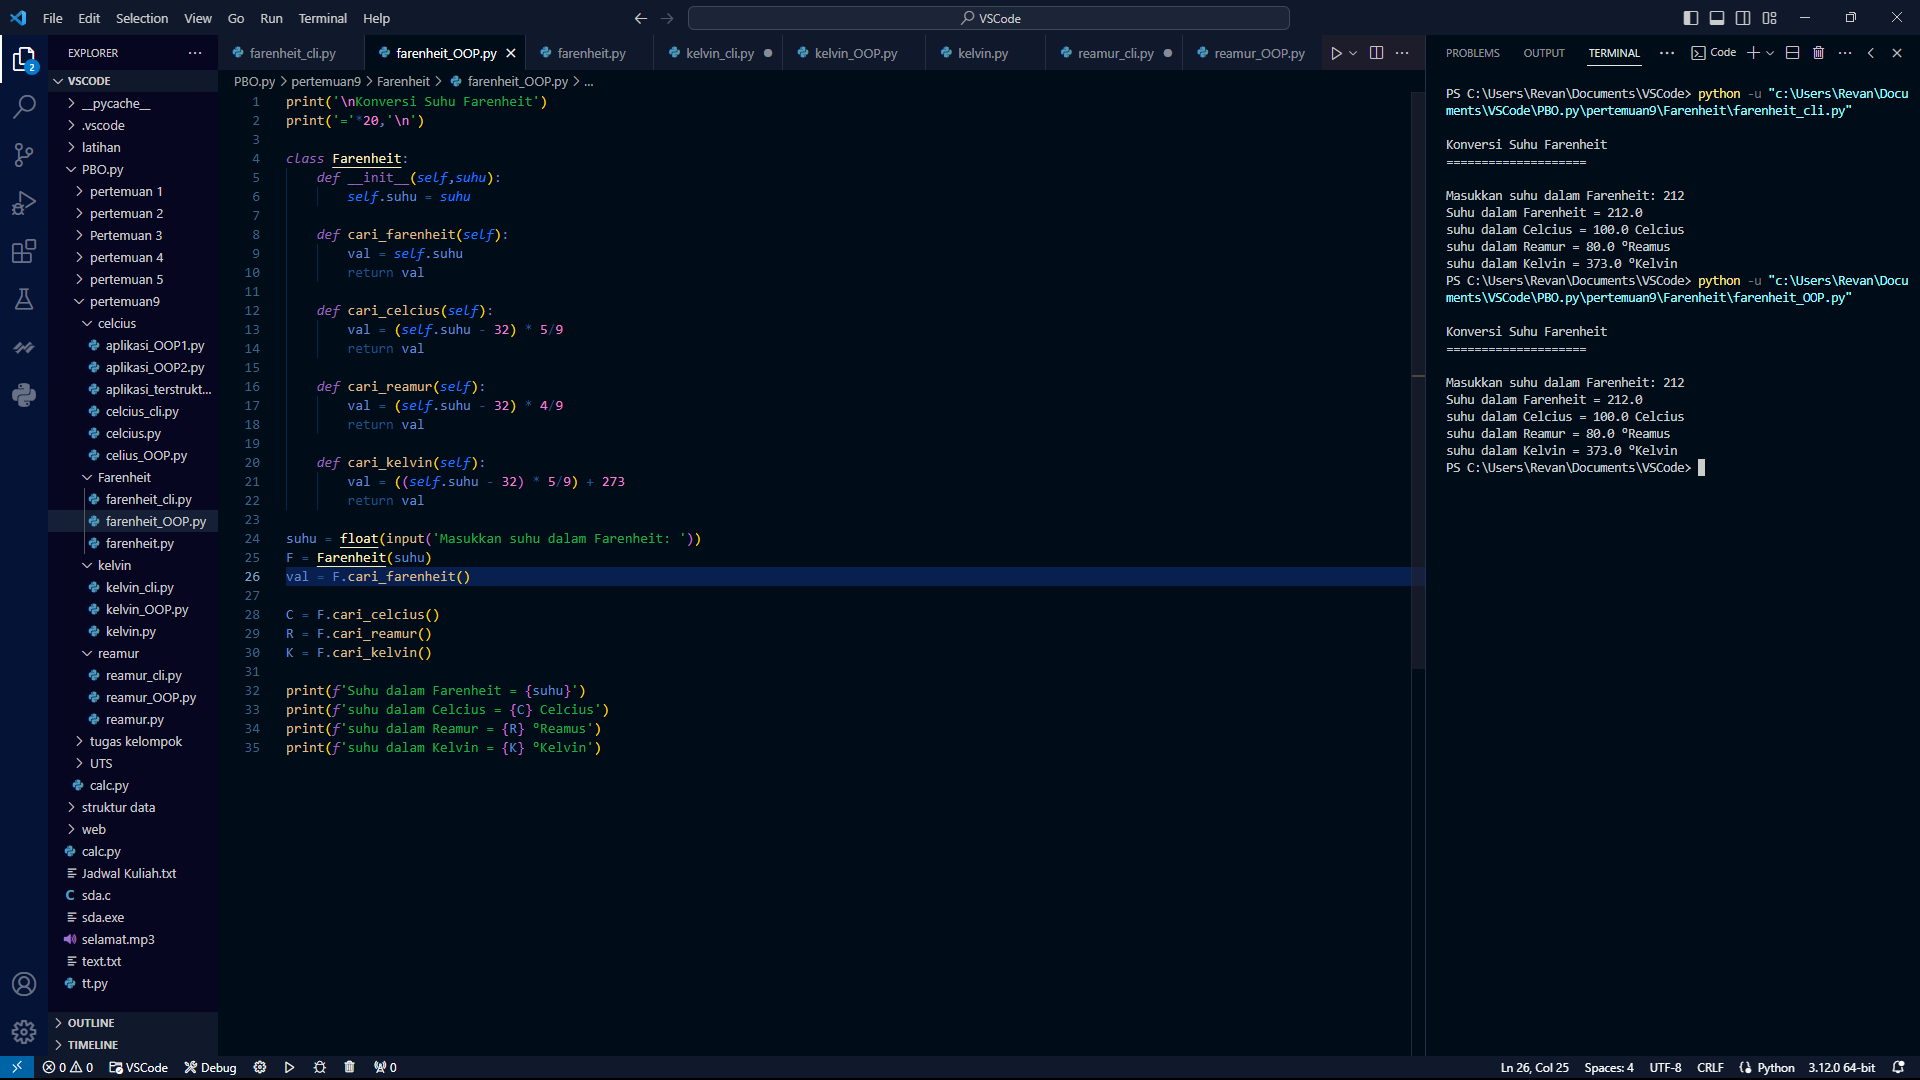 File Edit Selection View Go Run Terminal Help
VSCode
EXPLORER
2
VSCODE
__pycache__
.vscode
latihan
PBO.py
pertemuan 1
pertemuan 2
Pertemuan 3
pertemuan 4
pertemuan 5
pertemuan9
celcius
aplikasi_OOP1.py
aplikasi_OOP2.py
aplikasi_terstrukt...
celcius_cli.py
celcius.py
celius_OOP.py
Farenheit
farenheit_cli.py
farenheit_OOP.py
farenheit.py
kelvin
kelvin_cli.py
kelvin_OOP.py
kelvin.py
reamur
reamur_cli.py
reamur_OOP.py
reamur.py
tugas kelompok
UTS
calc.py
struktur data
web
calc.py
Jadwal Kuliah.txt
C sda.c
sda.exe
selamat.mp3
text.txt
tt.py
OUTLINE
TIMELINE
farenheit_cli.py farenheit_OOP.py farenheit.py kelvin_cli.py kelvin_OOP.py kelvin.py reamur_cli.py reamur_OOP.py
PBO.py > pertemuan9 > Farenheit > farenheit_OOP.py > ...
1 print('\nKonversi Suhu Farenheit')
2 print('='*20,'\n')
3
4 class Farenheit:
5     def __init__(self,suhu):
6         self.suhu = suhu
7
8     def cari_farenheit(self):
9         val = self.suhu
10         return val
11
12     def cari_celcius(self):
13         val = (self.suhu - 32) * 5/9
14         return val
15
16     def cari_reamur(self):
17         val = (self.suhu - 32) * 4/9
18         return val
19
20     def cari_kelvin(self):
21         val = ((self.suhu - 32) * 5/9) + 273
22         return val
23
24 suhu = float(input('Masukkan suhu dalam Farenheit: '))
25 F = Farenheit(suhu)
26 val = F.cari_farenheit()
27
28 C = F.cari_celcius()
29 R = F.cari_reamur()
30 K = F.cari_kelvin()
31
32 print(f'Suhu dalam Farenheit = {suhu}')
33 print(f'suhu dalam Celcius = {C} Celcius')
34 print(f'suhu dalam Reamur = {R} ºReamus')
35 print(f'suhu dalam Kelvin = {K} ºKelvin')
PROBLEMS OUTPUT TERMINAL ... Code
PS C:\Users\Revan\Documents\VSCode> python -u "c:\Users\Revan\Docu
ments\VSCode\PBO.py\pertemuan9\Farenheit\farenheit_cli.py"
Konversi Suhu Farenheit
====================
Masukkan suhu dalam Farenheit: 212
Suhu dalam Farenheit = 212.0
suhu dalam Celcius = 100.0 Celcius
suhu dalam Reamur = 80.0 ºReamus
suhu dalam Kelvin = 373.0 ºKelvin
PS C:\Users\Revan\Documents\VSCode> python -u "c:\Users\Revan\Docu
ments\VSCode\PBO.py\pertemuan9\Farenheit\farenheit_OOP.py"
Konversi Suhu Farenheit
====================
Masukkan suhu dalam Farenheit: 212
Suhu dalam Farenheit = 212.0
suhu dalam Celcius = 100.0 Celcius
suhu dalam Reamur = 80.0 ºReamus
suhu dalam Kelvin = 373.0 ºKelvin
PS C:\Users\Revan\Documents\VSCode>
0 0 VSCode Debug 0 Ln 26, Col 25 Spaces: 4 UTF-8 CRLF Python 3.12.0 64-bit